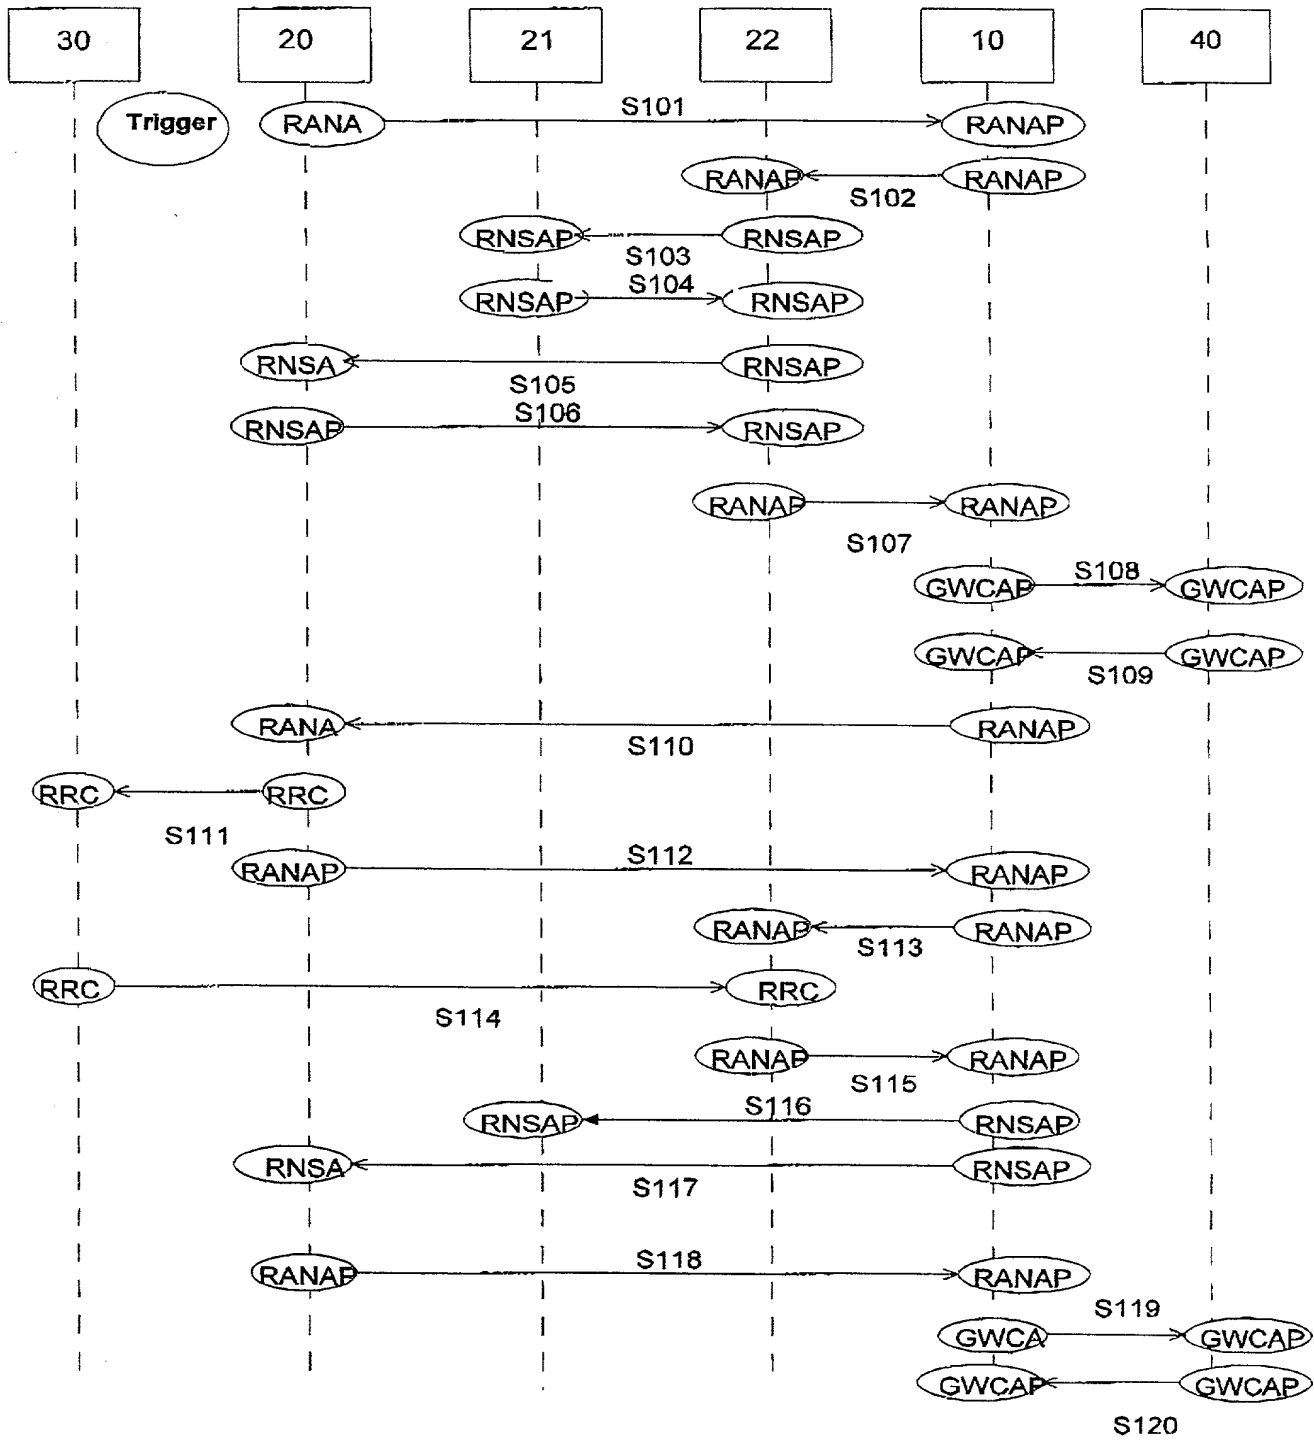 30 20 21 22 10 40
Trigger RANA S101 RANAP
RANAP S102 RANAP
RNSAP S103 RNSAP
RNSAP S104 RNSAP
RNSA S105 RNSAP
RNSAP S106 RNSAP
RANAP S107 RANAP
GWCAP S108 GWCAP
GWCAP S109 GWCAP
RANA S110 RANAP
RRC S111 RRC
RANAP S112 RANAP
RANAP S113 RANAP
RRC S114 RRC
RANAP S115 RANAP
RNSAP S116 RNSAP
RNSA S117 RNSAP
RANAP S118 RANAP
GWCA S119 GWCAP
GWCAP S120 GWCAP